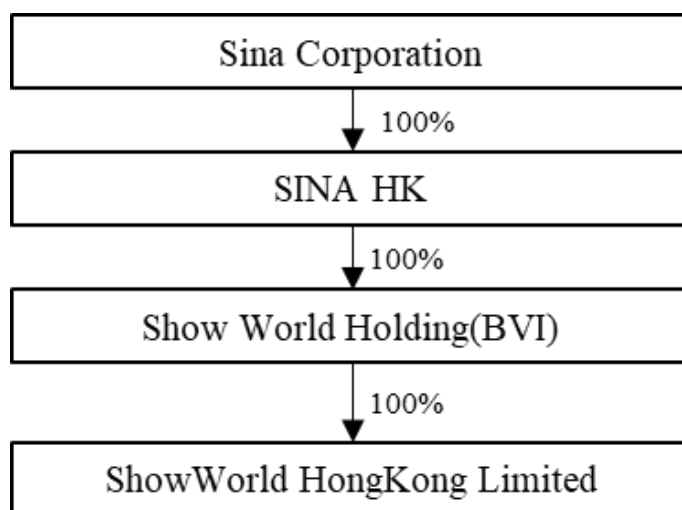 Sina Corporation
100%
SINA HK
100%
Show World Holding(BVI)
100%
ShowWorld HongKong Limited